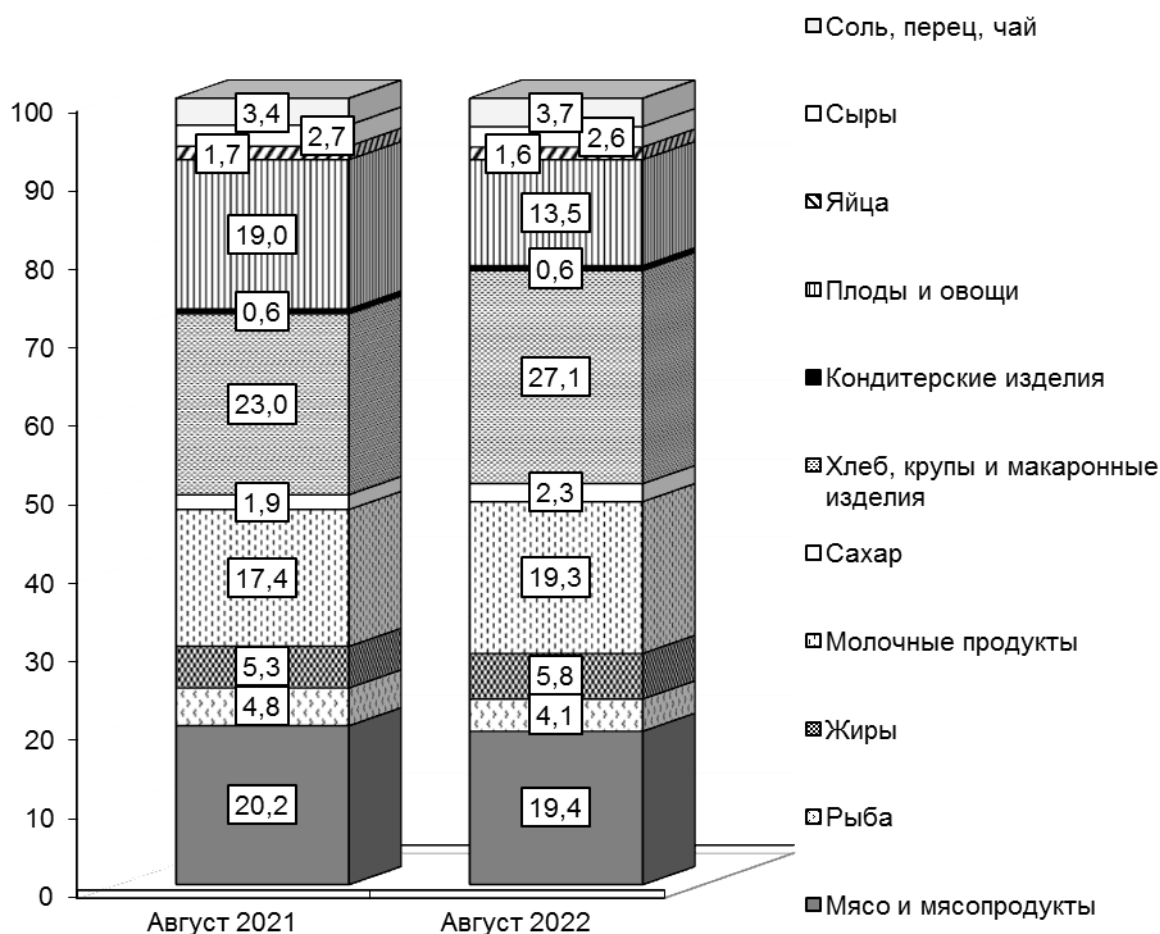 Соль, перец, чай
Сыры
Яйца
Плоды и овощи
Кондитерские изделия
Хлеб, крупы и макаронные
изделия
Сахар
Молочные продукты
Жиры
Рыба
Мясо и мясопродукты
100
90
80
70
60
50
40
30
20
10
0
3,4
2,7
1,7
19,0
0,6
23,0
1,9
17,4
5,3
4,8
20,2
3,7
2,6
1,6
13,5
0,6
27,1
2,3
19,3
5,8
4,1
19,4
Август 2021
Август 2022